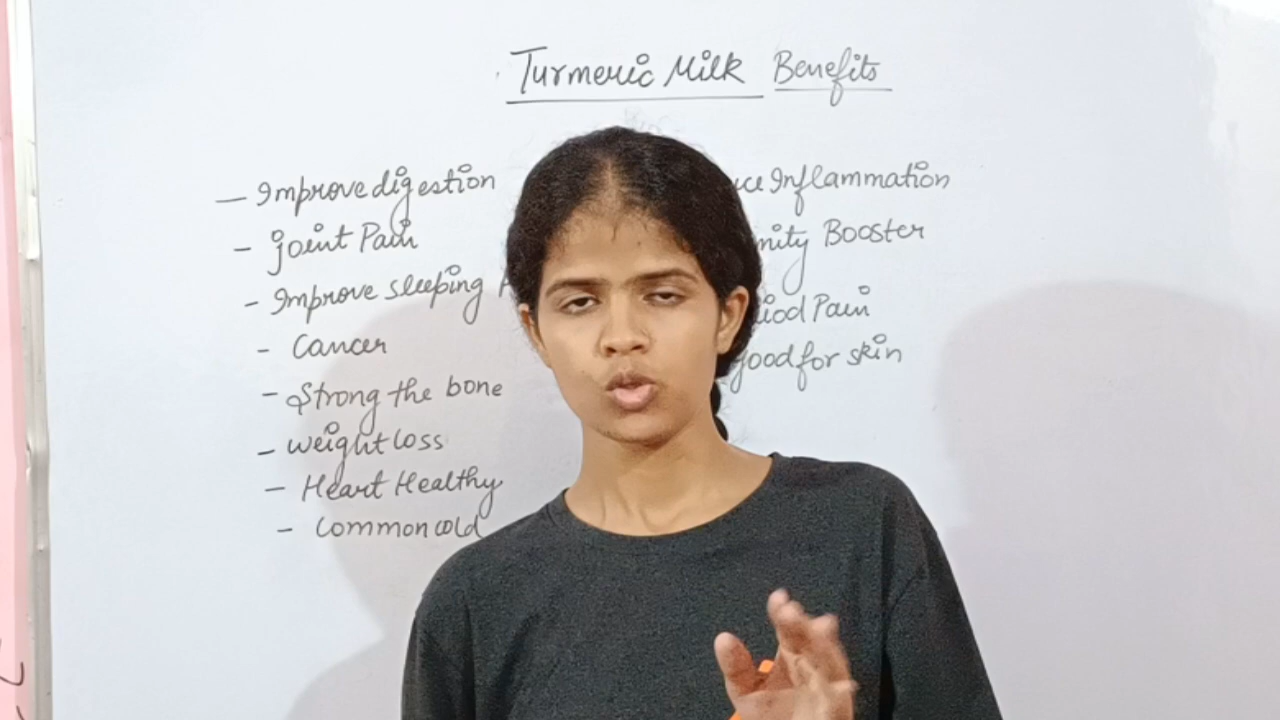 Turmeric Milk Benefits
— Improve digestion
- joint Pain
- Improve sleeping
- Cancer
- Strong the bone
- weight loss
- Heart Healthy
- Common cold
Inflammation
Booster
Pain
good for skin